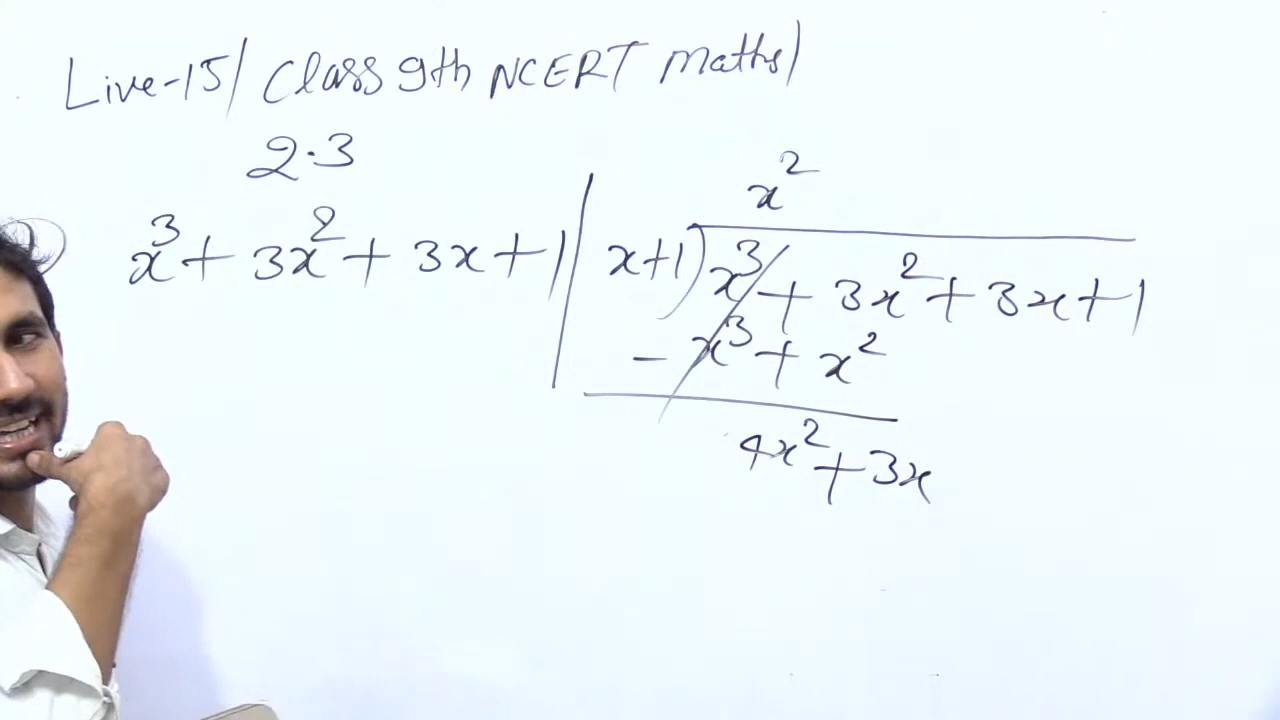 Live-15/ Class 9th NCERT Maths/
2.3
x³ + 3x² + 3x + 1
x²
x+1) x³ + 3x² + 3x + 1
- x³ + x²
4x² + 3x